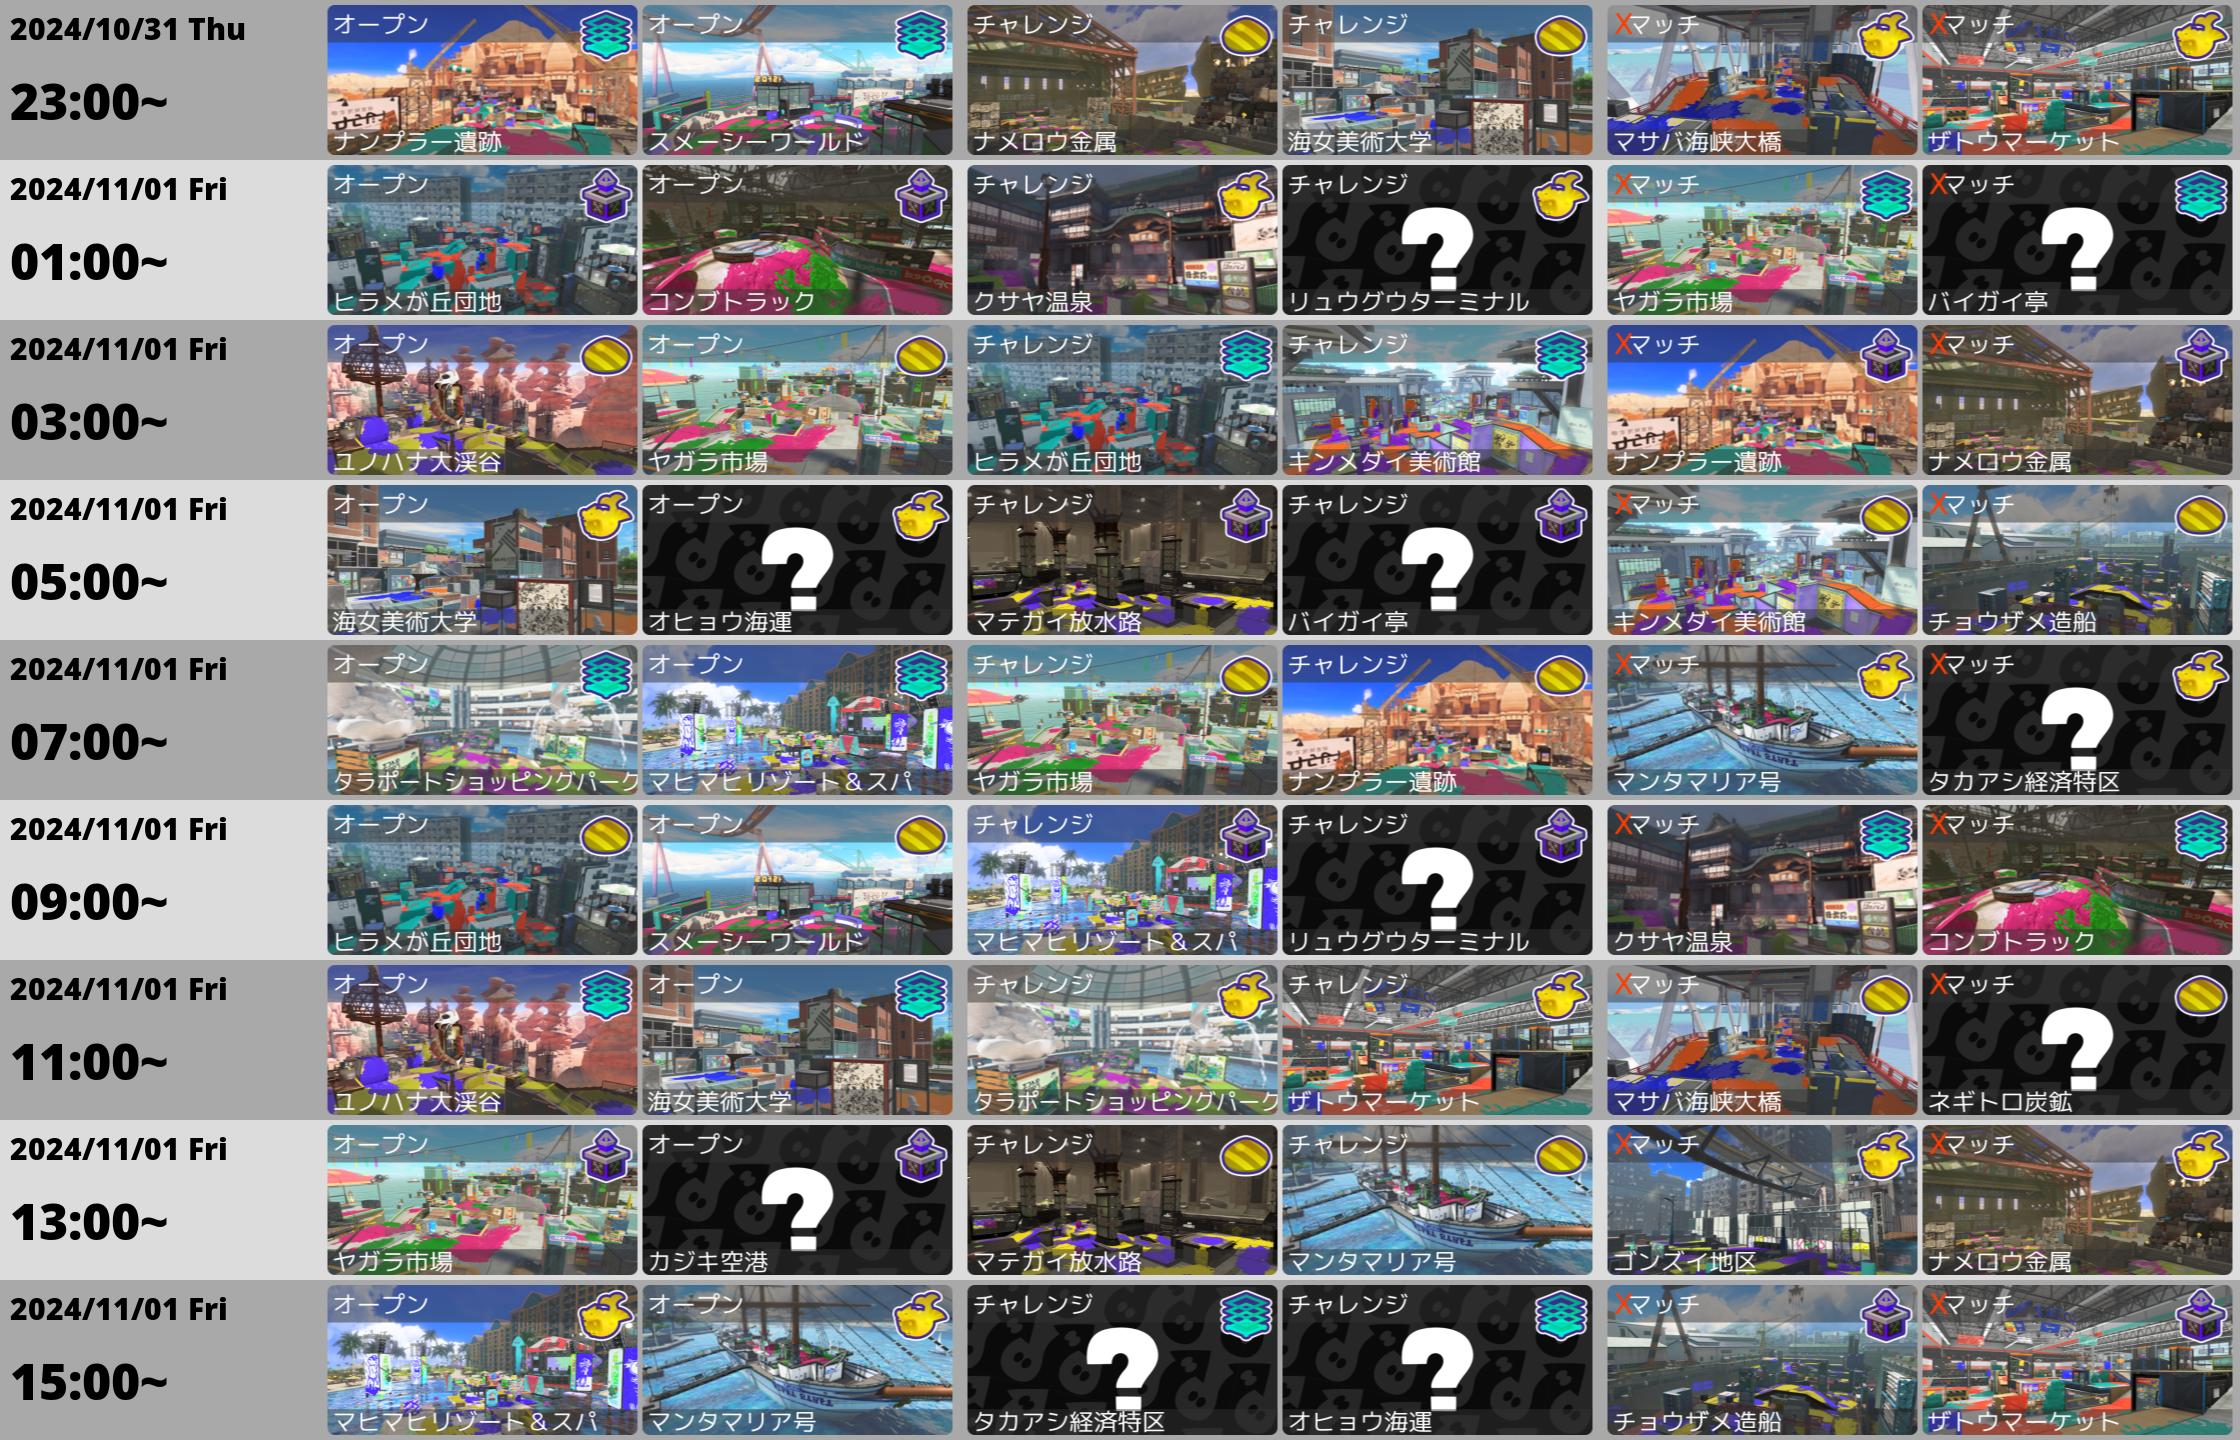 2024/10/31 Thu
23:00~
オープン
ナンプラー遺跡
オープン
スメーシーワールド
チャレンジ
ナメロウ金属
チャレンジ
海女美術大学
Xマッチ
マサバ海峡大橋
Xマッチ
ザトウマーケット
2024/11/01 Fri
01:00~
オープン
ヒラメが丘団地
オープン
コンブトラック
チャレンジ
クサヤ温泉
チャレンジ
?
リュウグウターミナル
Xマッチ
ヤガラ市場
Xマッチ
?
バイガイ亭
2024/11/01 Fri
03:00~
オープン
ユノハナ大渓谷
オープン
ヤガラ市場
チャレンジ
ヒラメが丘団地
チャレンジ
キンメダイ美術館
Xマッチ
ナンプラー遺跡
Xマッチ
ナメロウ金属
2024/11/01 Fri
05:00~
オープン
海女美術大学
オープン
?
オヒョウ海運
チャレンジ
マテガイ放水路
チャレンジ
?
バイガイ亭
Xマッチ
キンメダイ美術館
Xマッチ
チョウザメ造船
2024/11/01 Fri
07:00~
オープン
タラポートショッピングパーク
オープン
マヒマヒリゾート＆スパ
チャレンジ
ヤガラ市場
チャレンジ
ナンプラー遺跡
Xマッチ
マンタマリア号
Xマッチ
?
タカアシ経済特区
2024/11/01 Fri
09:00~
オープン
ヒラメが丘団地
オープン
スメーシーワールド
チャレンジ
マヒマヒリゾート＆スパ
チャレンジ
?
リュウグウターミナル
Xマッチ
クサヤ温泉
Xマッチ
コンブトラック
2024/11/01 Fri
11:00~
オープン
ユノハナ大渓谷
オープン
海女美術大学
チャレンジ
タラポートショッピングパーク
チャレンジ
ザトウマーケット
Xマッチ
マサバ海峡大橋
Xマッチ
?
ネギトロ炭鉱
2024/11/01 Fri
13:00~
オープン
ヤガラ市場
オープン
?
カジキ空港
チャレンジ
マテガイ放水路
チャレンジ
マンタマリア号
Xマッチ
ゴンズイ地区
Xマッチ
ナメロウ金属
2024/11/01 Fri
15:00~
オープン
マヒマヒリゾート＆スパ
オープン
マンタマリア号
チャレンジ
?
タカアシ経済特区
チャレンジ
?
オヒョウ海運
Xマッチ
チョウザメ造船
Xマッチ
ザトウマーケット